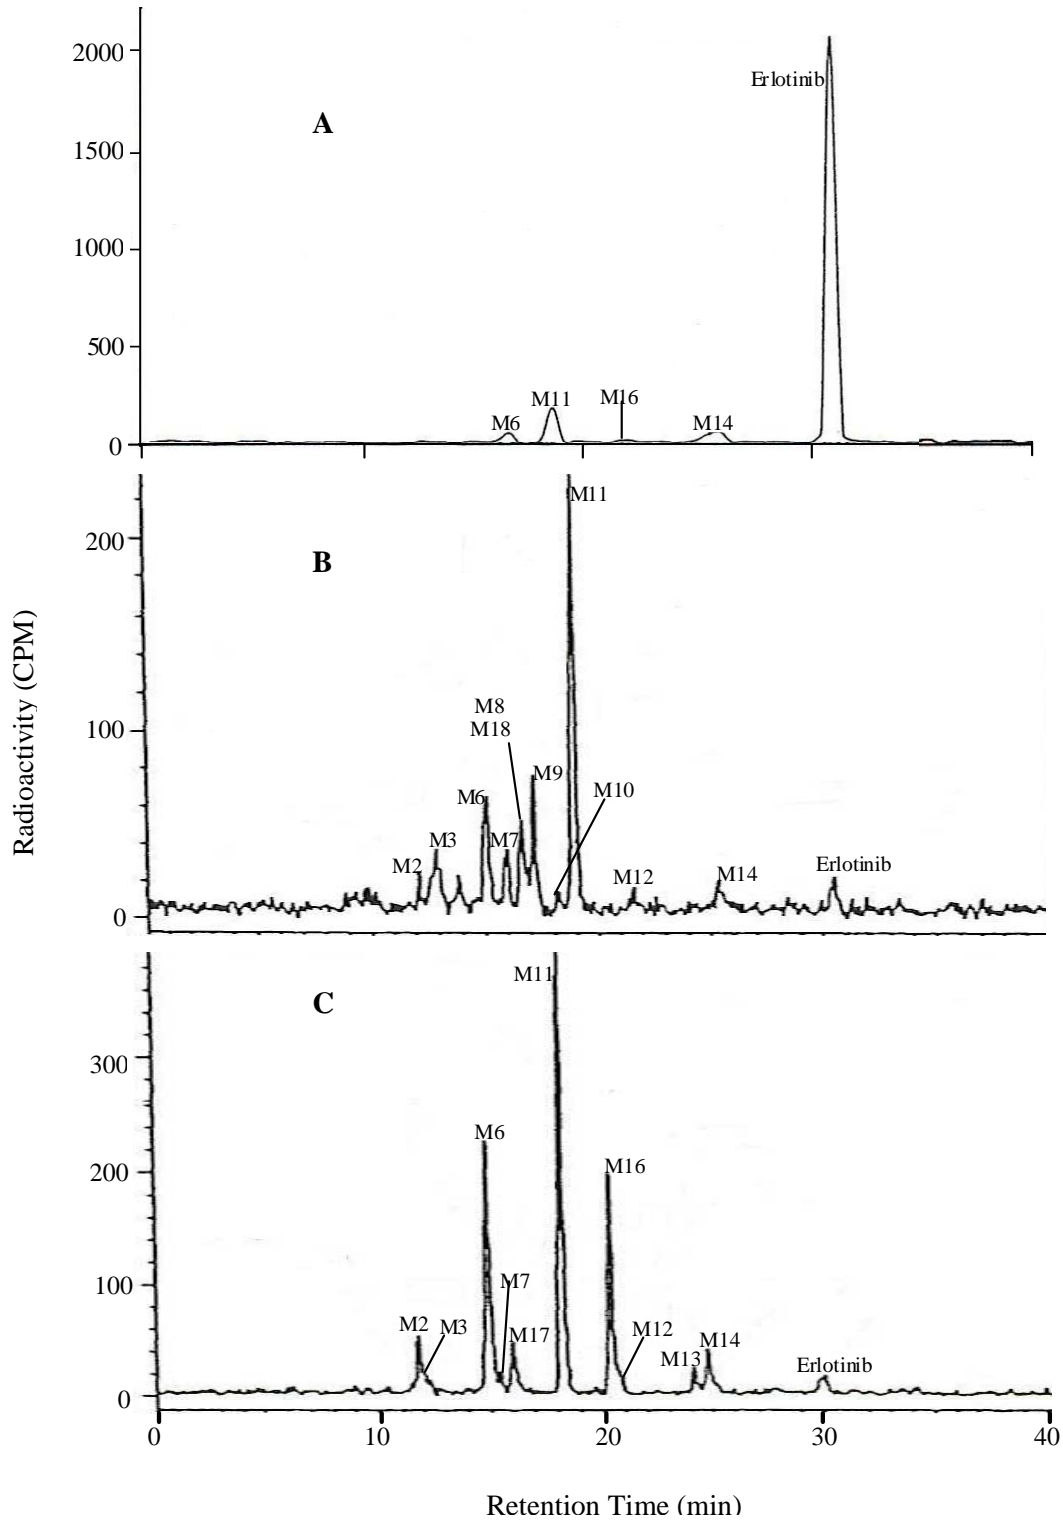 2000
Erlotinib
A
1500
1000
500
M11
M16
M6
M14
0
M11
200
B
M8
M18
100
M9
M10
M6
M3
M7
M2
Erlotinib
M12
M14
0
M11
C
300
M6
M16
200
M7
100
M2
M3
M17
M12
M14
M13
Erlotinib
0
0
10
20
30
40
Radioactivity (CPM)
Retention Time (min)